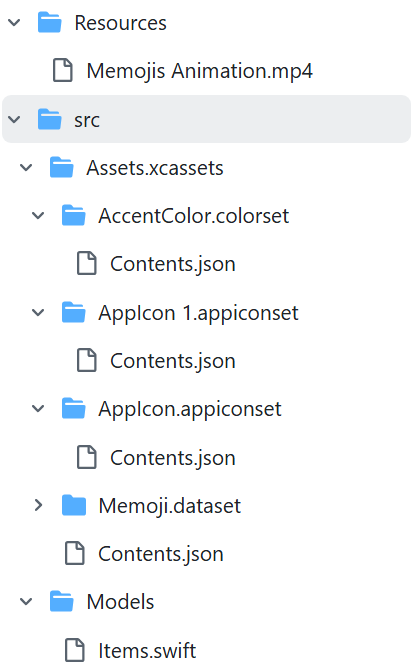 Resources
Memojis Animation.mp4
src
Assets.xcassets
AccentColor.colorset
Contents.json
AppIcon 1.appiconset
Contents.json
AppIcon.appiconset
Contents.json
Memoji.dataset
Contents.json
Models
Items.swift